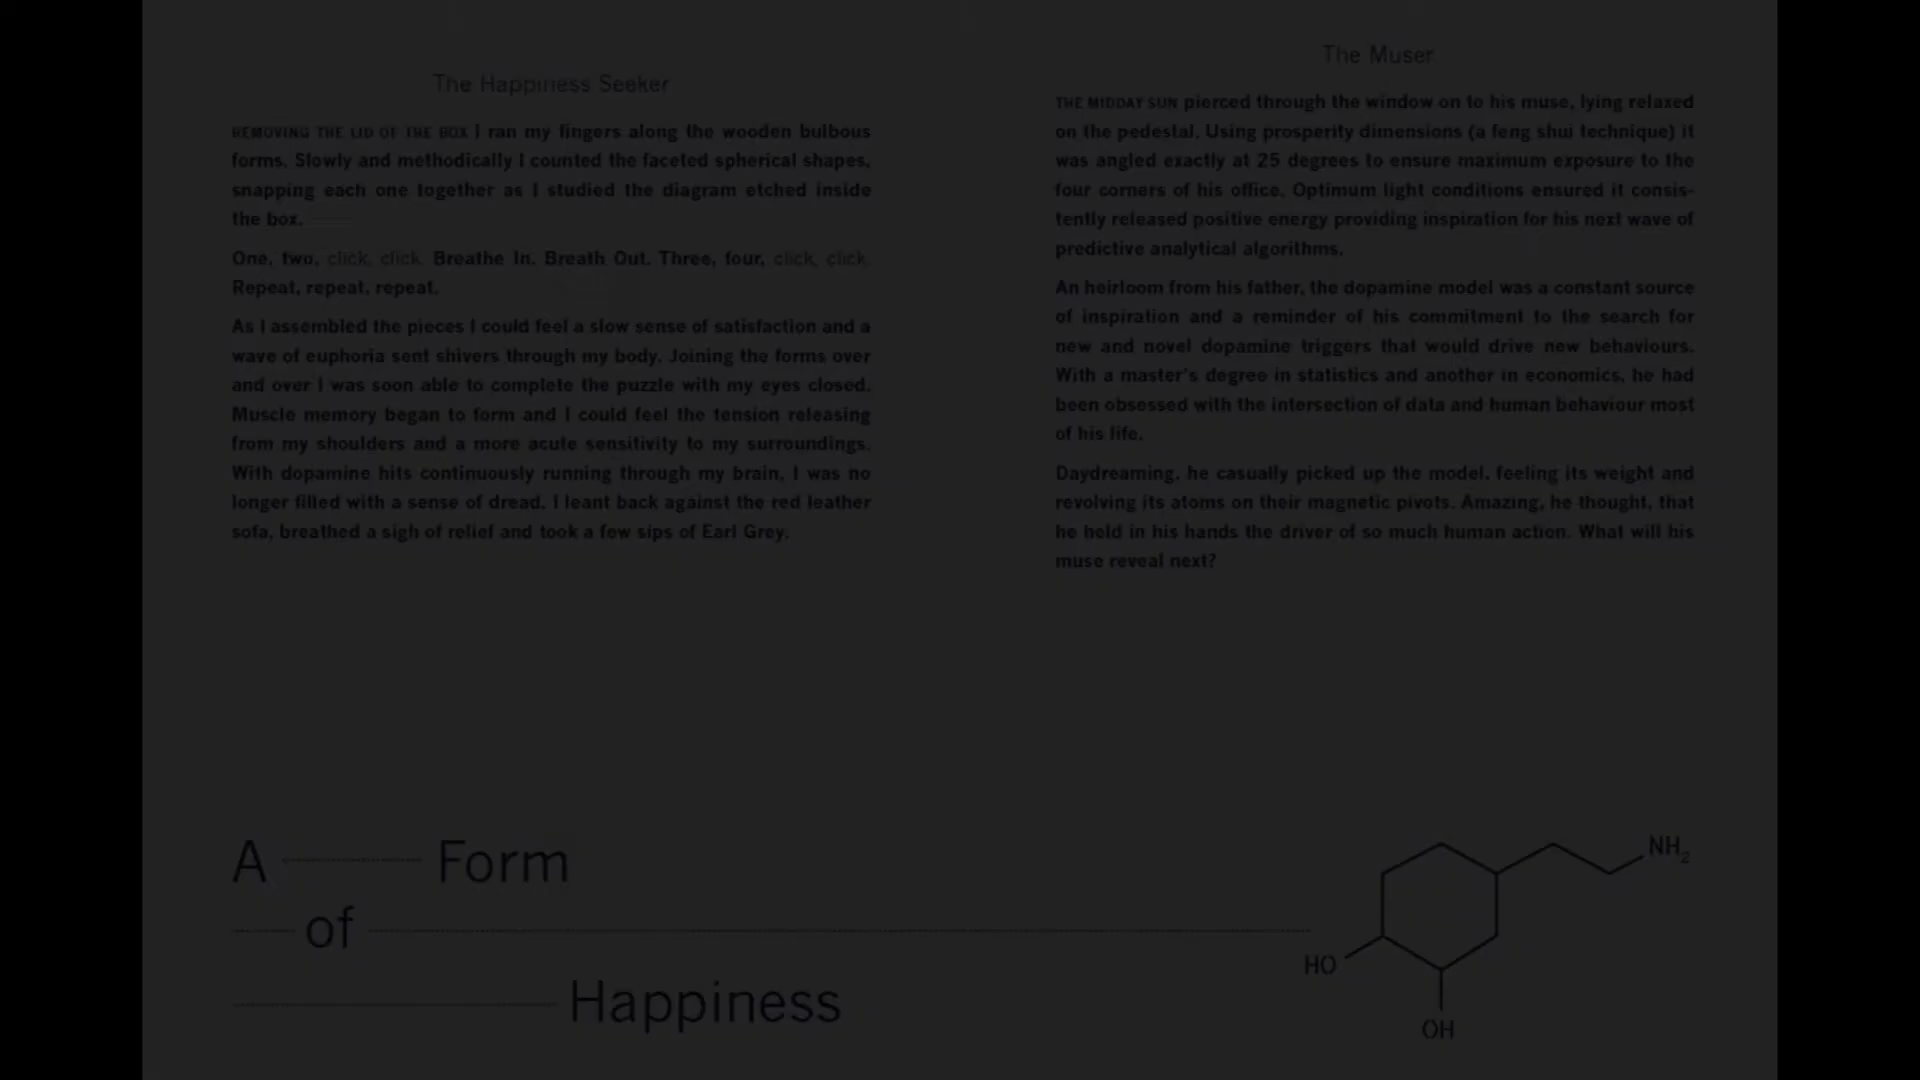 The Happiness Seeker
REMOVING THE LID OF THE BOX I ran my fingers along the wooden bulbous
forms. Slowly and methodically I counted the faceted spherical shapes,
snapping each one together as I studied the diagram etched inside
the box.
One, two, click, click. Breathe In. Breath Out. Three, four, click, click.
Repeat, repeat, repeat.
As I assembled the pieces I could feel a slow sense of satisfaction and a
wave of euphoria sent shivers through my body. Joining the forms over
and over I was soon able to complete the puzzle with my eyes closed.
Muscle memory began to form and I could feel the tension releasing
from my shoulders and a more acute sensitivity to my surroundings.
With dopamine hits continuously running through my brain, I was no
longer filled with a sense of dread. I leant back against the red leather
sofa, breathed a sigh of relief and took a few sips of Earl Grey.
The Muser
THE MIDDAY SUN pierced through the window on to his muse, lying relaxed
on the pedestal. Using prosperity dimensions (a feng shui technique) it
was angled exactly at 25 degrees to ensure maximum exposure to the
four corners of his office. Optimum light conditions ensured it consis-
tently released positive energy providing inspiration for his next wave of
predictive analytical algorithms.
An heirloom from his father, the dopamine model was a constant source
of inspiration and a reminder of his commitment to the search for
new and novel dopamine triggers that would drive new behaviours.
With a master's degree in statistics and another in economics, he had
been obsessed with the intersection of data and human behaviour most
of his life.
Daydreaming, he casually picked up the model, feeling its weight and
revolving its atoms on their magnetic pivots. Amazing, he thought, that
he held in his hands the driver of so much human action. What will his
muse reveal next?
A Form
of
Happiness
NH2
HO
OH